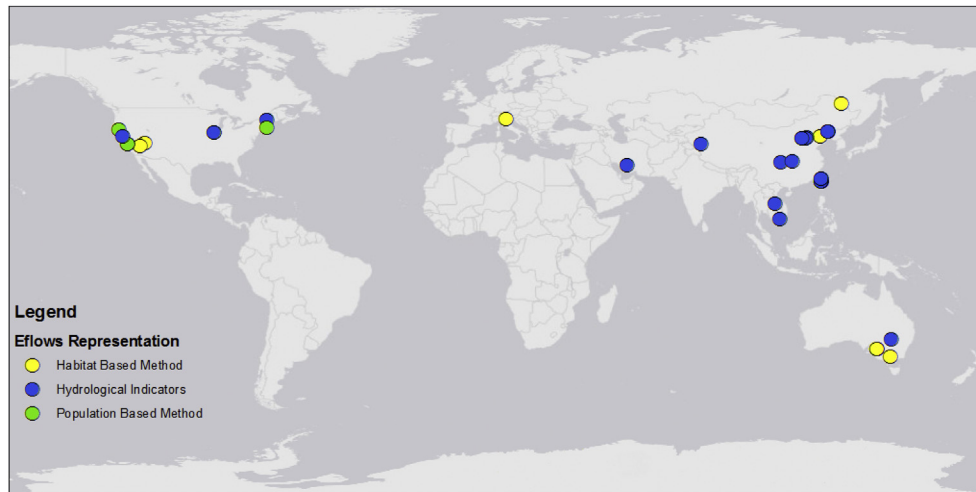 Legend
Eflows Representation
Habitat Based Method
Hydrological Indicators
Population Based Method